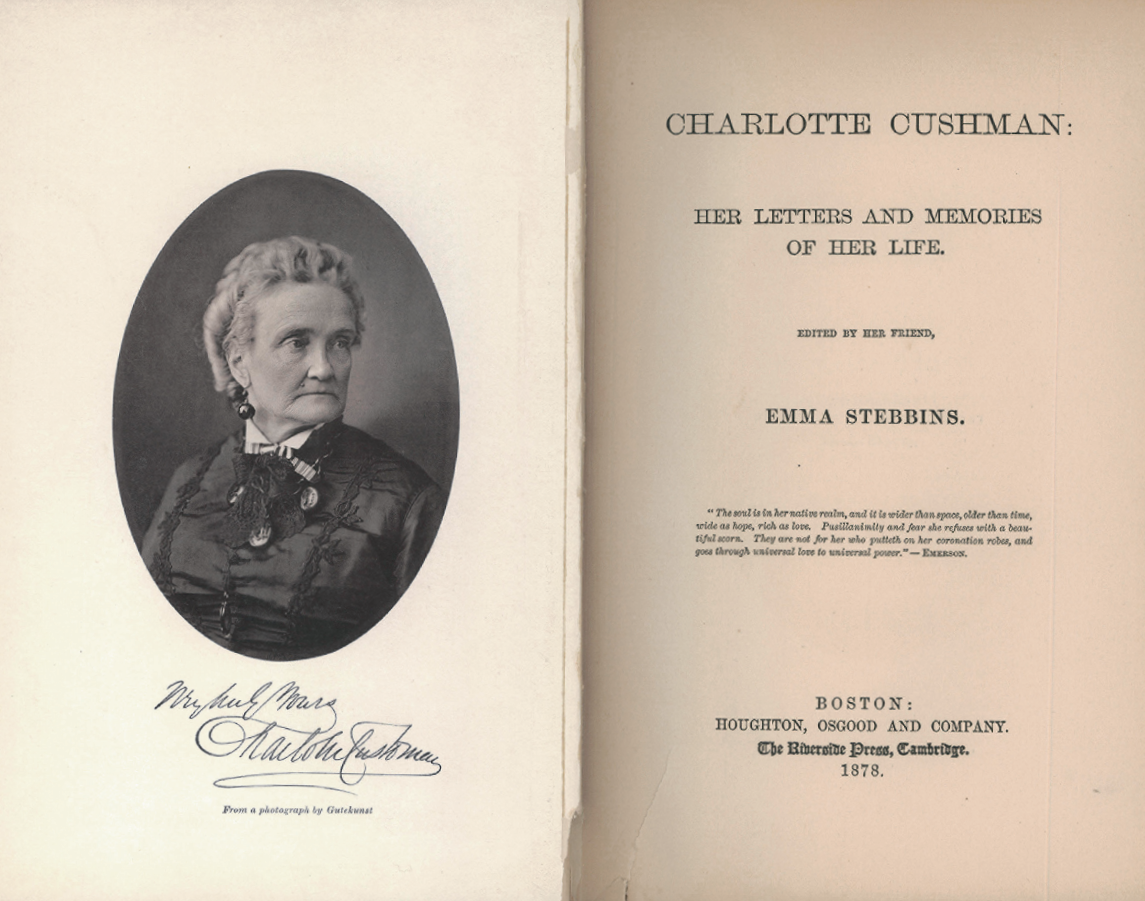 Very truly Yours
Charlotte Cushman
From a photograph by Gutekunst
CHARLOTTE CUSHMAN:
HER LETTERS AND MEMORIES
OF HER LIFE.
EDITED BY HER FRIEND,
EMMA STEBBINS.
"The soul is in her native realm, and it is wider than space, older than time,
wide as hope, rich as love. Pusillanimity and fear she refuses with a beau-
tiful scorn. They are not for her who putteth on her coronation robes, and
goes through universal love to universal power." — EMERSON.
BOSTON:
HOUGHTON, OSGOOD AND COMPANY.
The Riverside Press, Cambridge.
1878.